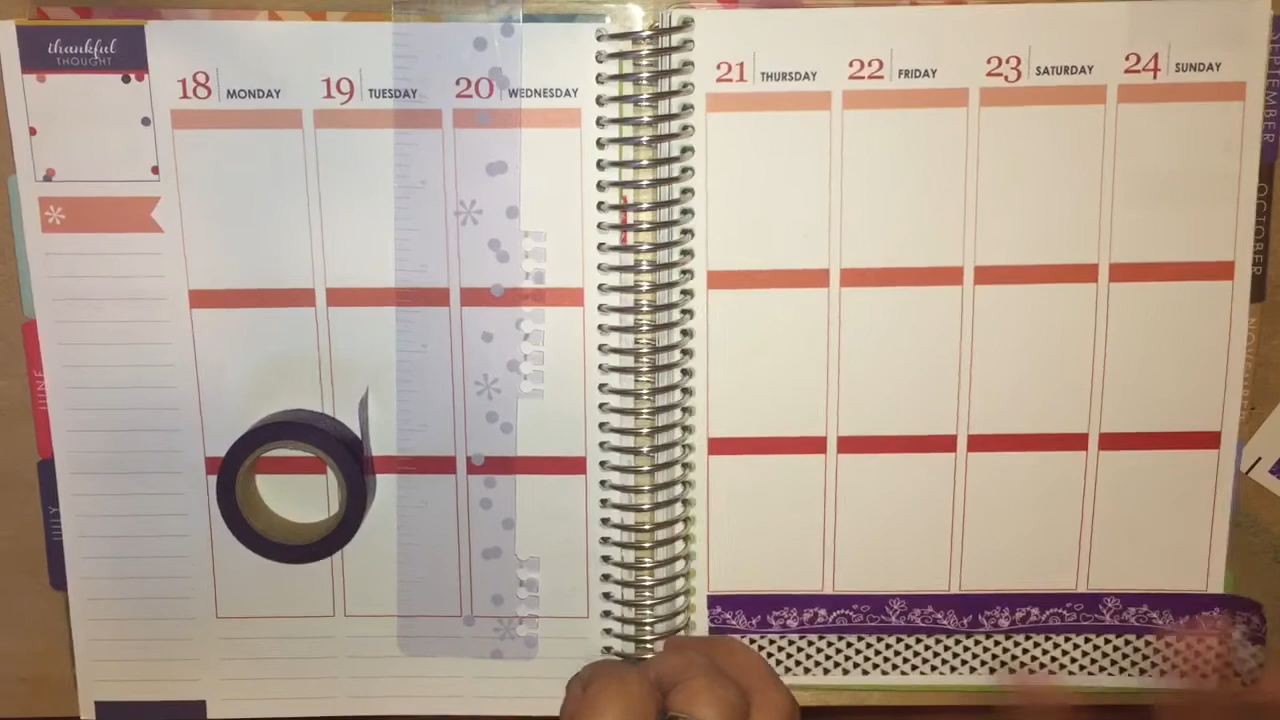 thankful
THOUGHT
18 MONDAY
19 TUESDAY
20 WEDNESDAY
21 THURSDAY
22 FRIDAY
23 SATURDAY
24 SUNDAY
JUNE
JULY
SEPTEMBER
OCTOBER
NOVEMBER